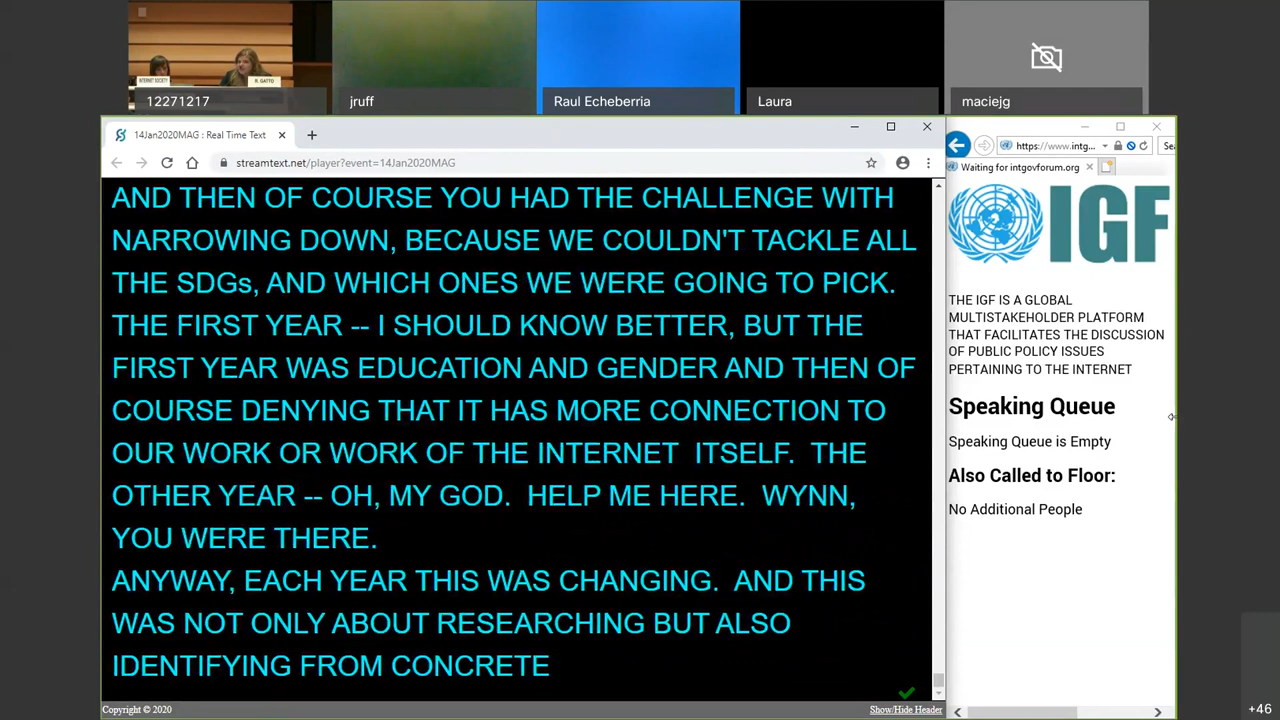 INTERNET SOCIETY
R. GATTO
12271217
jruff
Raul Echeberria
Laura
maciejg
14Jan2020MAG : Real Time Text
streamtext.net/player?event=14Jan2020MAG
AND THEN OF COURSE YOU HAD THE CHALLENGE WITH
NARROWING DOWN, BECAUSE WE COULDN'T TACKLE ALL
THE SDGs, AND WHICH ONES WE WERE GOING TO PICK.
THE FIRST YEAR -- I SHOULD KNOW BETTER, BUT THE
FIRST YEAR WAS EDUCATION AND GENDER AND THEN OF
COURSE DENYING THAT IT HAS MORE CONNECTION TO
OUR WORK OR WORK OF THE INTERNET  ITSELF.  THE
OTHER YEAR -- OH, MY GOD.  HELP ME HERE.  WYNN,
YOU WERE THERE.
ANYWAY, EACH YEAR THIS WAS CHANGING.  AND THIS
WAS NOT ONLY ABOUT RESEARCHING BUT ALSO
IDENTIFYING FROM CONCRETE
Copyright © 2020
Show/Hide Header
https://www.intg...
Sea
Waiting for intgovforum.org
IGF
THE IGF IS A GLOBAL
MULTISTAKEHOLDER PLATFORM
THAT FACILITATES THE DISCUSSION
OF PUBLIC POLICY ISSUES
PERTAINING TO THE INTERNET
Speaking Queue
Speaking Queue is Empty
Also Called to Floor:
No Additional People
+46